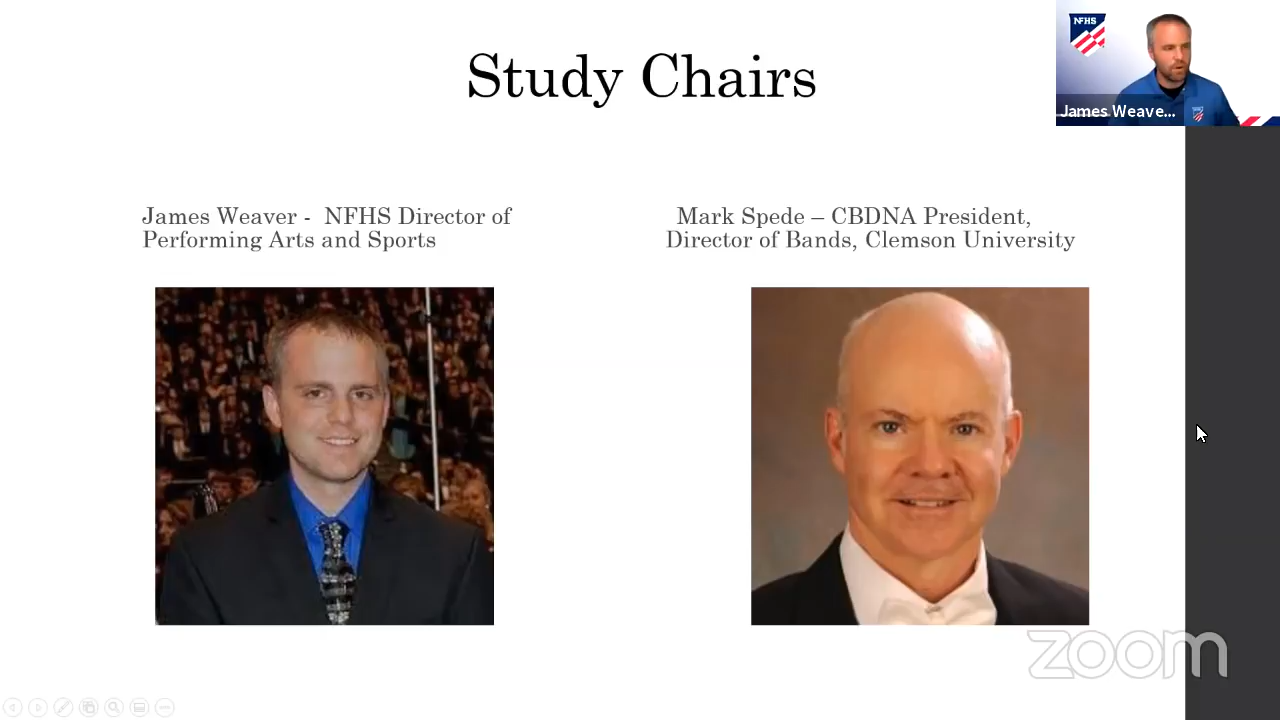 Study Chairs
NFHS
James Weave...
James Weaver - NFHS Director of
Performing Arts and Sports
Mark Spede – CBDNA President,
Director of Bands, Clemson University
zoom